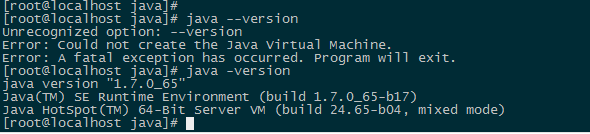 [root@localhost java]#
[root@localhost java]# java --version
Unrecognized option: --version
Error: Could not create the Java Virtual Machine.
Error: A fatal exception has occurred. Program will exit.
[root@localhost java]# java -version
java version "1.7.0_65"
Java(TM) SE Runtime Environment (build 1.7.0_65-b17)
Java HotSpot(TM) 64-Bit Server VM (build 24.65-b04, mixed mode)
[root@localhost java]#